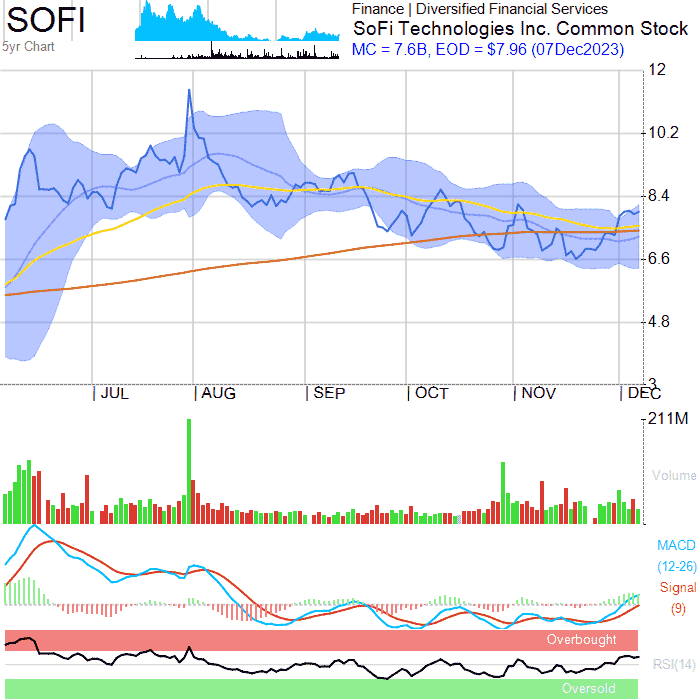 SOFI
5yr Chart
Finance | Diversified Financial Services
SoFi Technologies Inc. Common Stock
MC = 7.6B, EOD = $7.96 (07Dec2023)
12
10.2
8.4
6.6
4.8
3
| JUL | AUG | SEP | OCT | NOV | DEC
211M
Volume
MACD
(12-26)
Signal
(9)
Overbought
RSI(14)
Oversold